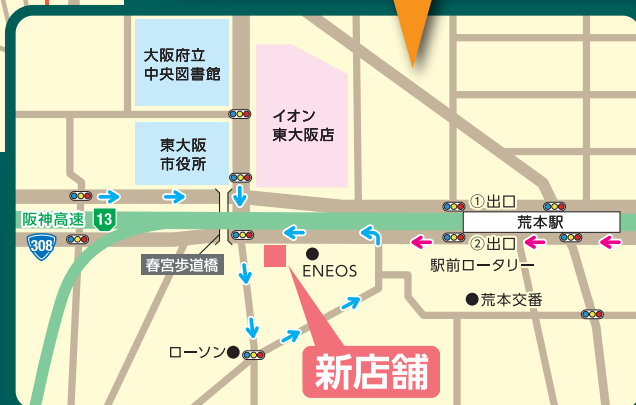 大阪府立
中央図書館
イオン
東大阪店
東大阪
市役所
①出口
阪神高速 13
荒本駅
308
②出口
春宮歩道橋
ENEOS
駅前ロータリー
荒本交番
ローソン
新店舗